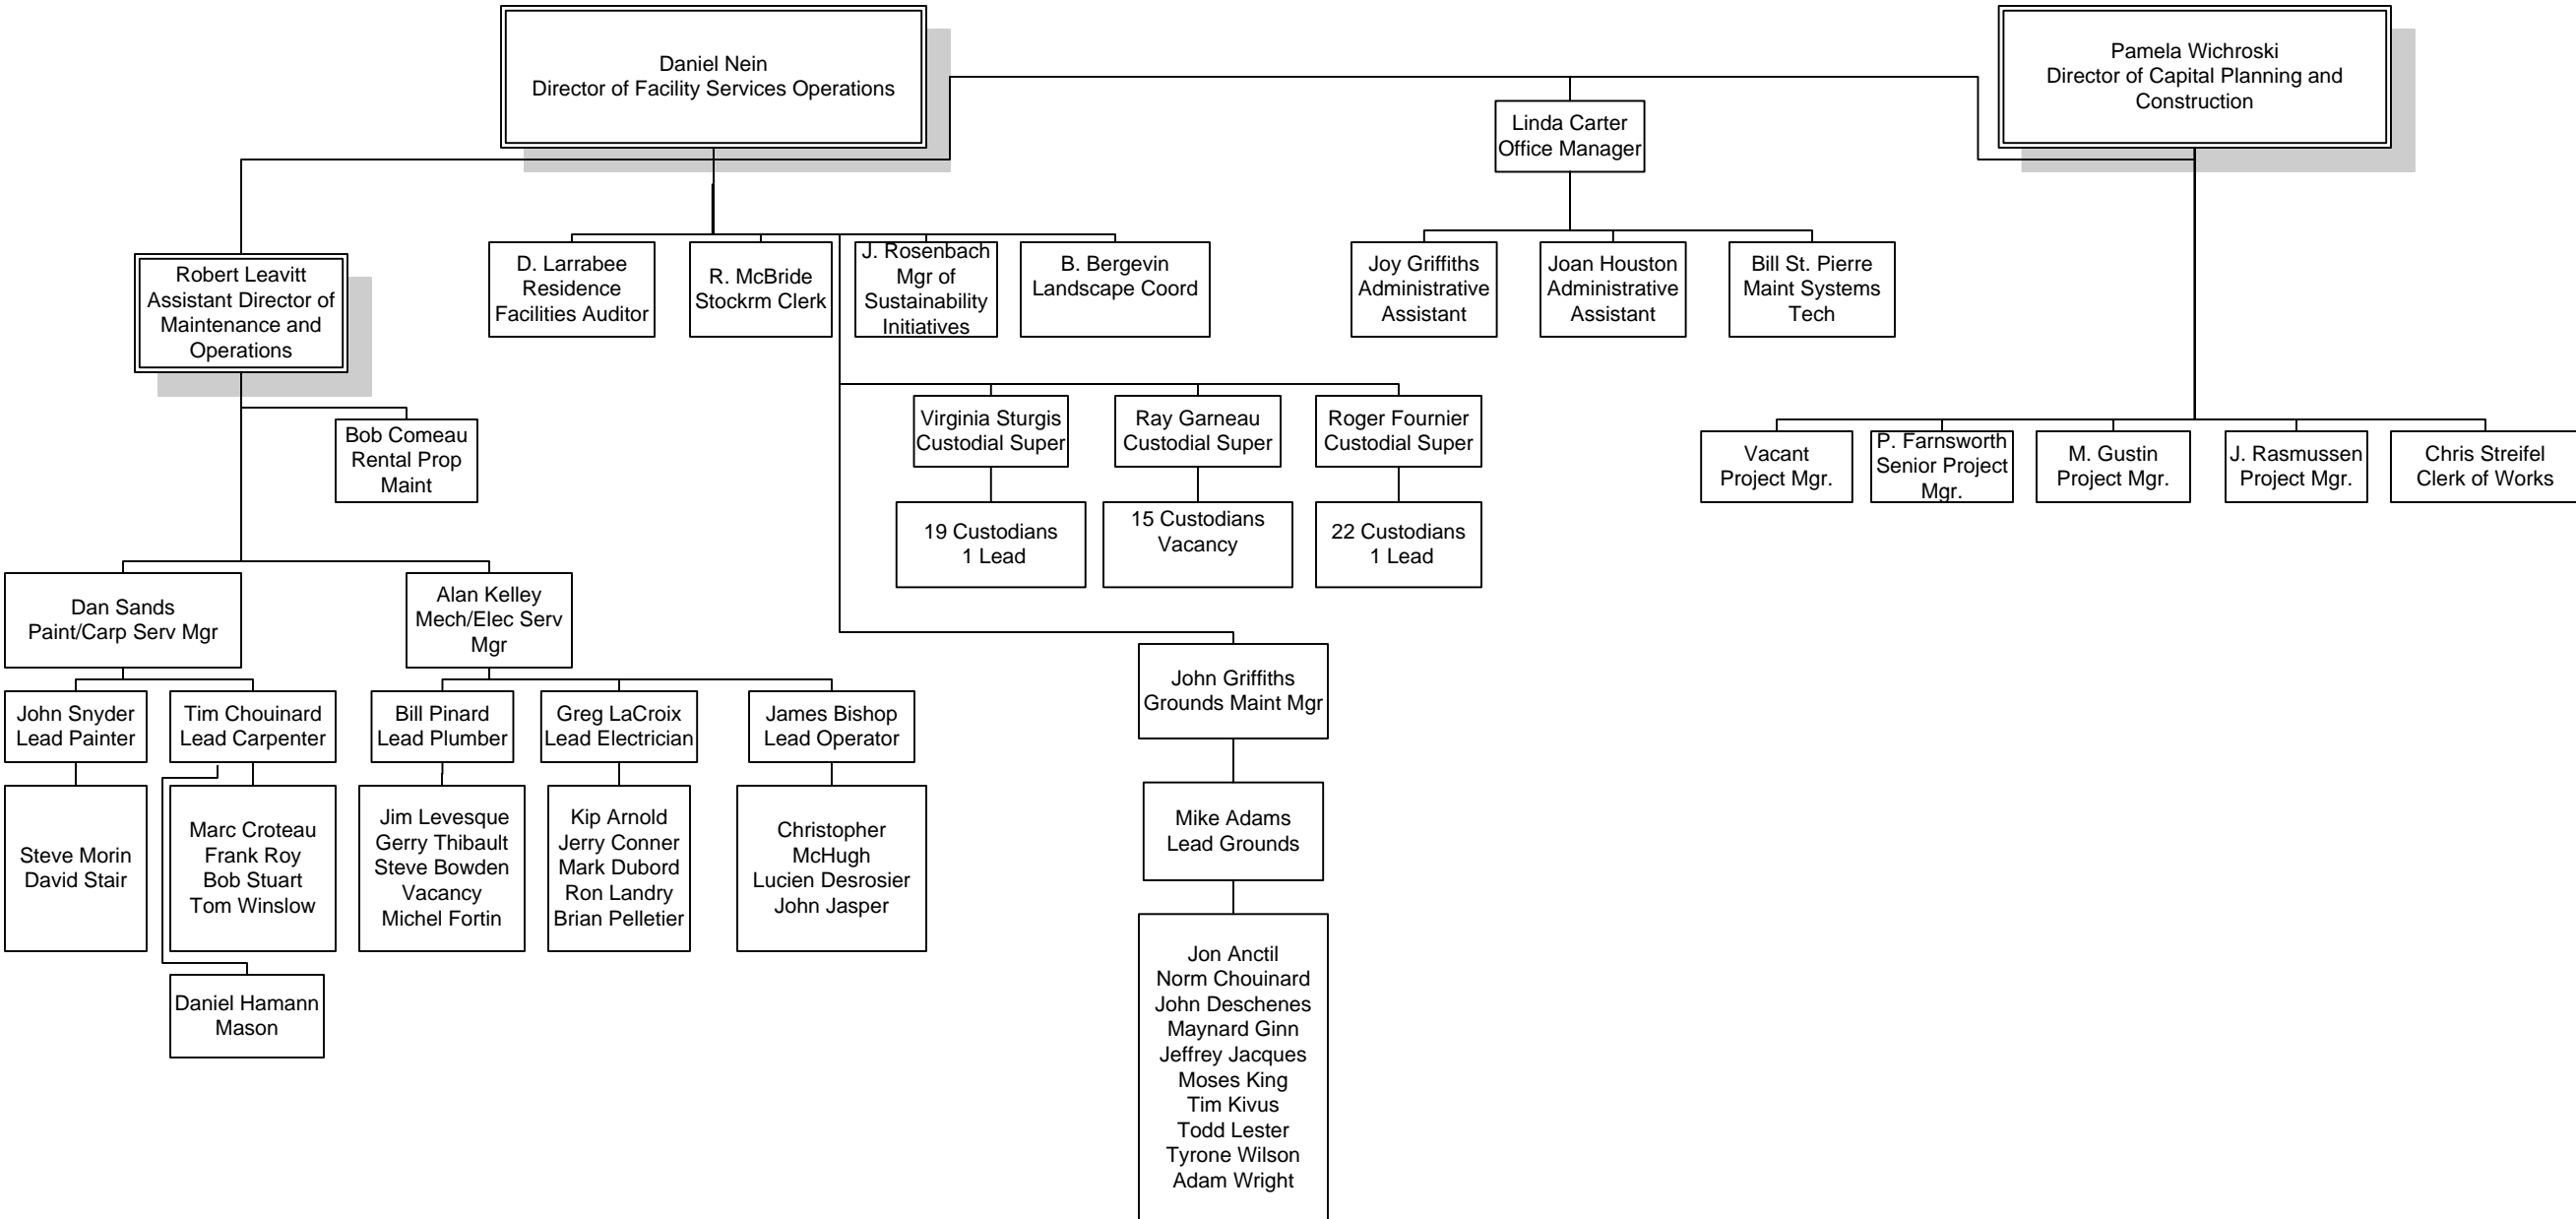 Daniel Nein
Director of Facility Services Operations
Pamela Wichroski
Director of Capital Planning and
Construction
Linda Carter
Office Manager
Robert Leavitt
Assistant Director of
Maintenance and
Operations
D. Larrabee
Residence
Facilities Auditor
R. McBride
Stockrm Clerk
J. Rosenbach
Mgr of
Sustainability
Initiatives
B. Bergevin
Landscape Coord
Joy Griffiths
Administrative
Assistant
Joan Houston
Administrative
Assistant
Bill St. Pierre
Maint Systems
Tech
Bob Comeau
Rental Prop
Maint
Virginia Sturgis
Custodial Super
Ray Garneau
Custodial Super
Roger Fournier
Custodial Super
19 Custodians
1 Lead
15 Custodians
Vacancy
22 Custodians
1 Lead
Vacant
Project Mgr.
P. Farnsworth
Senior Project
Mgr.
M. Gustin
Project Mgr.
J. Rasmussen
Project Mgr.
Chris Streifel
Clerk of Works
Dan Sands
Paint/Carp Serv Mgr
Alan Kelley
Mech/Elec Serv
Mgr
John Snyder
Lead Painter
Tim Chouinard
Lead Carpenter
Bill Pinard
Lead Plumber
Greg LaCroix
Lead Electrician
James Bishop
Lead Operator
Steve Morin
David Stair
Marc Croteau
Frank Roy
Bob Stuart
Tom Winslow
Jim Levesque
Gerry Thibault
Steve Bowden
Vacancy
Michel Fortin
Kip Arnold
Jerry Conner
Mark Dubord
Ron Landry
Brian Pelletier
Christopher
McHugh
Lucien Desrosier
John Jasper
Daniel Hamann
Mason
John Griffiths
Grounds Maint Mgr
Mike Adams
Lead Grounds
Jon Anctil
Norm Chouinard
John Deschenes
Maynard Ginn
Jeffrey Jacques
Moses King
Tim Kivus
Todd Lester
Tyrone Wilson
Adam Wright